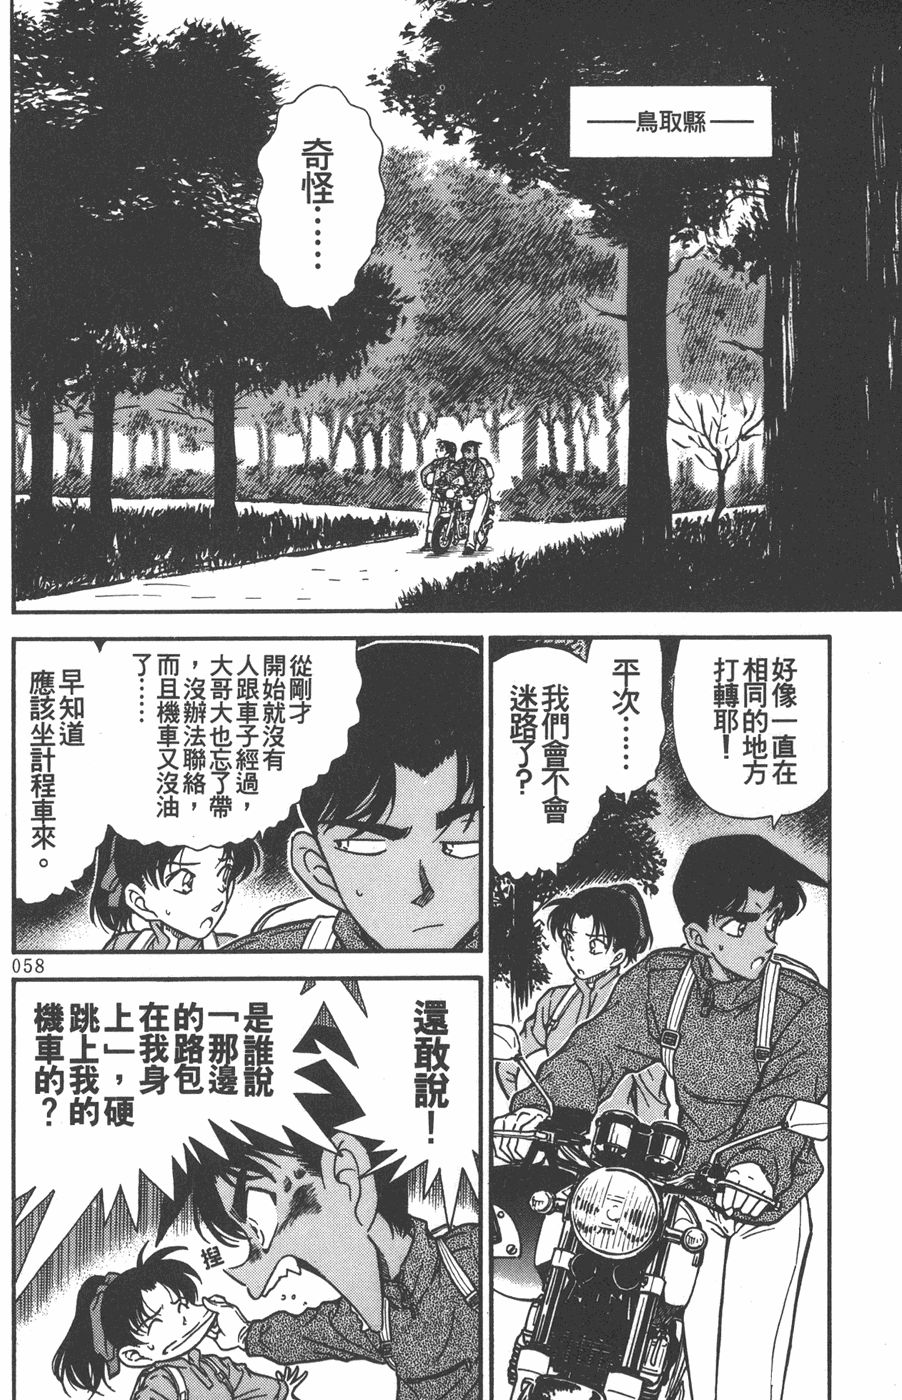 ——鳥取縣——
奇怪……
好像一直在
相同的地方
打轉耶！
平次……
我們會不會
迷路了？
從剛才
開始就沒有
人跟車子經過，
大哥大也忘了帶
，沒辦法聯絡，
而且機車又沒油
了……
早知道
應該坐計程車來。
058
還敢說！
是誰說
「那邊
的路包
在我身
上」，硬
跳上我的
機車的？
捏